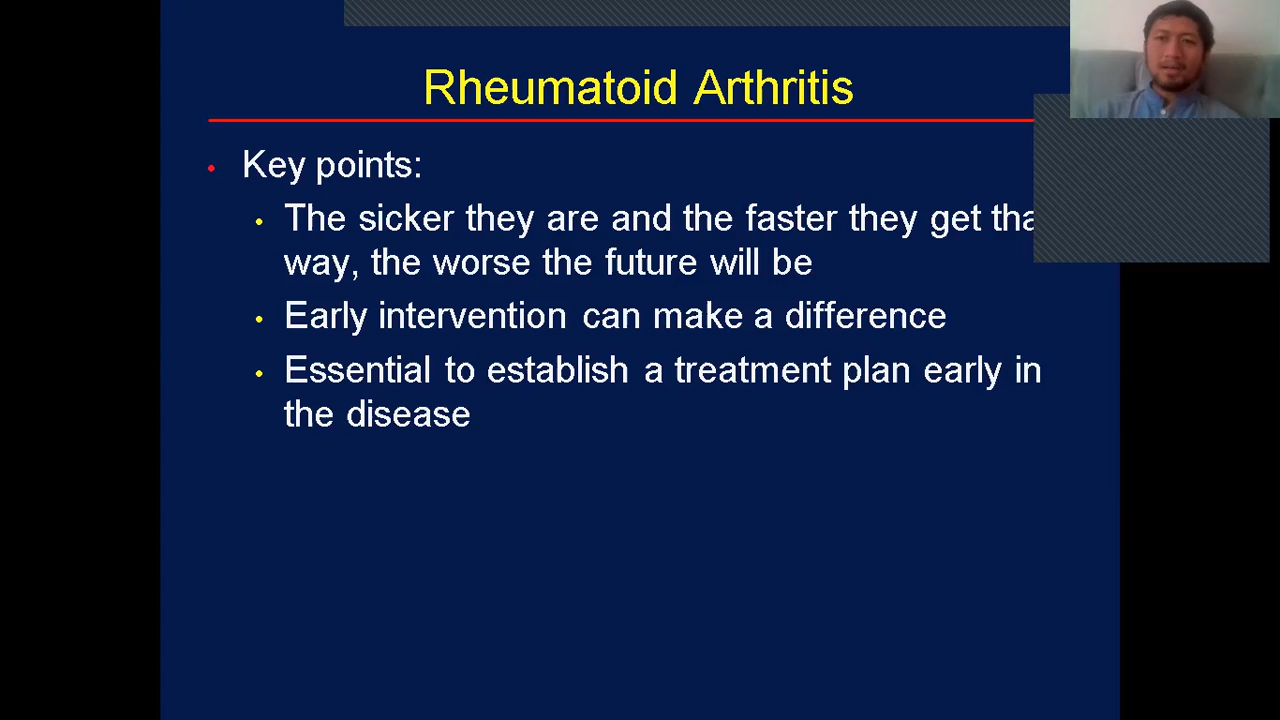 Rheumatoid Arthritis
• Key points:
• The sicker they are and the faster they get
way, the worse the future will be
• Early intervention can make a difference
• Essential to establish a treatment plan early in
the disease